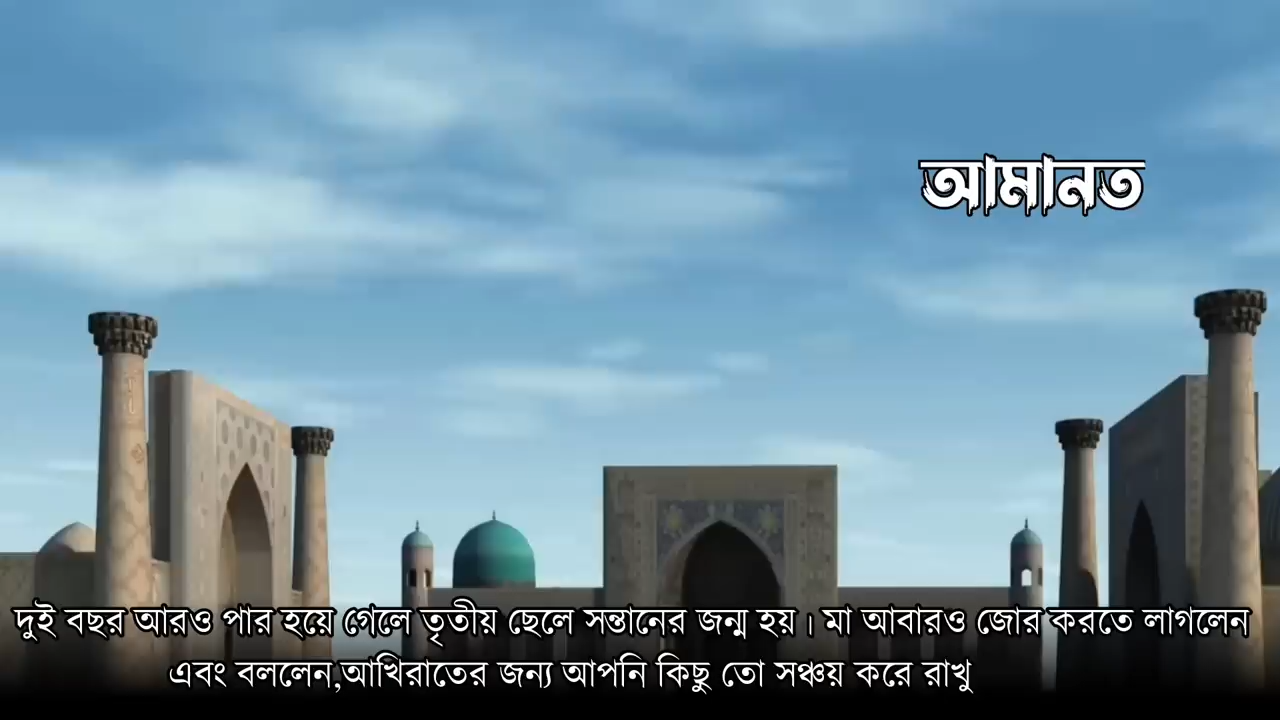 আমানত
দুই বছর আরও পার হয়ে গেলে তৃতীয় ছেলে সন্তানের জন্ম হয়। মা আবারও জোর করতে লাগলেন
এবং বললেন,আখিরাতের জন্য আপনি কিছু তো সঞ্চয় করে রাখু